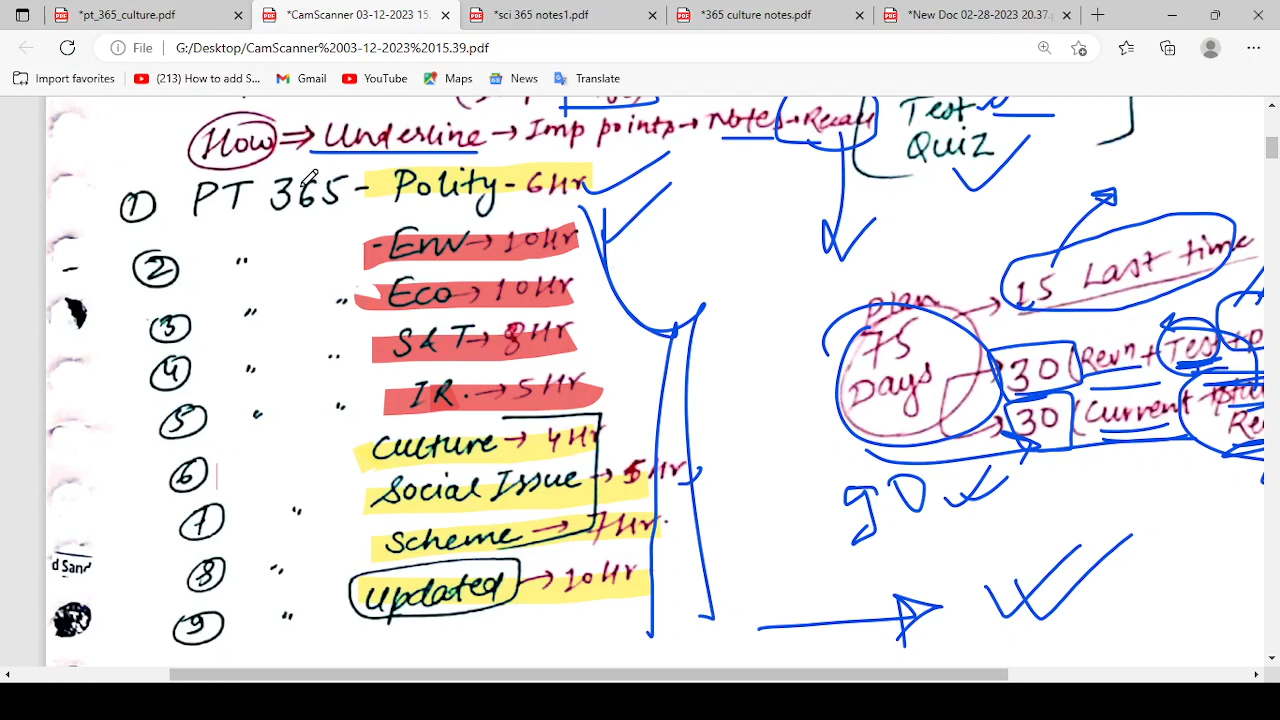 *pt_365_culture.pdf
*CamScanner 03-12-2023 15.
*sci 365 notes1.pdf
*365 culture notes.pdf
*New Doc 02-28-2023 20.37.p
File G:/Desktop/CamScanner%2003-12-2023%2015.39.pdf
Import favorites (213) How to add S... Gmail YouTube Maps News Translate
Test
How ⇒ Underline → Imp points → Notes → Recall
QUIZ
① PT 365 - Polity - 6Hr
② " - Env → 10Hr
③ " " Eco → 10Hr
④ " " S&T → 8Hr
⑤ " " IR. → 5Hr
⑥ Culture → 4Hr
⑦ " Social Issue → 5Hr
⑧ " Scheme → 7Hr.
⑨ " updated → 10Hr
Plan
75
Days
→ 15 Last time
→ 30 (Revn + Test +
→ 30 (Current +
Re
90
d Sand